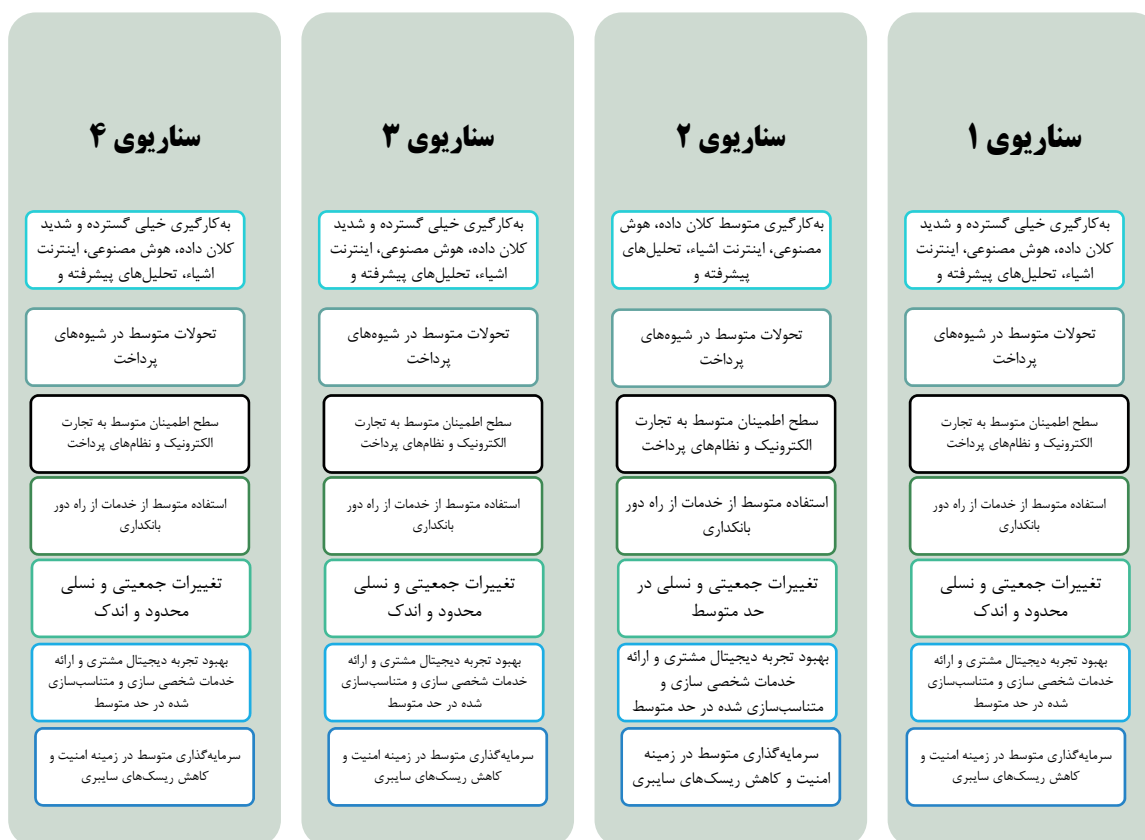 سناریوی ۱
به‌کارگیری خیلی گسترده و شدید
کلان داده، هوش مصنوعی، اینترنت
اشیاء، تحلیل‌های پیشرفته و
تحولات متوسط در شیوه‌های
پرداخت
سطح اطمینان متوسط به تجارت
الکترونیک و نظام‌های پرداخت
استفاده متوسط از خدمات از راه دور
بانکداری
تغییرات جمعیتی و نسلی
محدود و اندک
بهبود تجربه دیجیتال مشتری و ارائه
خدمات شخصی سازی و متناسب‌سازی
شده در حد متوسط
سرمایه‌گذاری متوسط در زمینه امنیت و
کاهش ریسک‌های سایبری
سناریوی ۲
به‌کارگیری متوسط کلان داده، هوش
مصنوعی، اینترنت اشیاء، تحلیل‌های
پیشرفته و
تحولات متوسط در شیوه‌های
پرداخت
سطح اطمینان متوسط به تجارت
الکترونیک و نظام‌های پرداخت
استفاده متوسط از خدمات از راه دور
بانکداری
تغییرات جمعیتی و نسلی در
حد متوسط
بهبود تجربه دیجیتال مشتری و ارائه
خدمات شخصی سازی و
متناسب‌سازی شده در حد متوسط
سرمایه‌گذاری متوسط در زمینه
امنیت و کاهش ریسک‌های سایبری
سناریوی ۳
به‌کارگیری خیلی گسترده و شدید
کلان داده، هوش مصنوعی، اینترنت
اشیاء، تحلیل‌های پیشرفته و
تحولات متوسط در شیوه‌های
پرداخت
سطح اطمینان متوسط به تجارت
الکترونیک و نظام‌های پرداخت
استفاده متوسط از خدمات از راه دور
بانکداری
تغییرات جمعیتی و نسلی
محدود و اندک
بهبود تجربه دیجیتال مشتری و ارائه
خدمات شخصی سازی و متناسب‌سازی
شده در حد متوسط
سرمایه‌گذاری متوسط در زمینه امنیت و
کاهش ریسک‌های سایبری
سناریوی ۴
به‌کارگیری خیلی گسترده و شدید
کلان داده، هوش مصنوعی، اینترنت
اشیاء، تحلیل‌های پیشرفته و
تحولات متوسط در شیوه‌های
پرداخت
سطح اطمینان متوسط به تجارت
الکترونیک و نظام‌های پرداخت
استفاده متوسط از خدمات از راه دور
بانکداری
تغییرات جمعیتی و نسلی
محدود و اندک
بهبود تجربه دیجیتال مشتری و ارائه
خدمات شخصی سازی و متناسب‌سازی
شده در حد متوسط
سرمایه‌گذاری متوسط در زمینه امنیت و
کاهش ریسک‌های سایبری